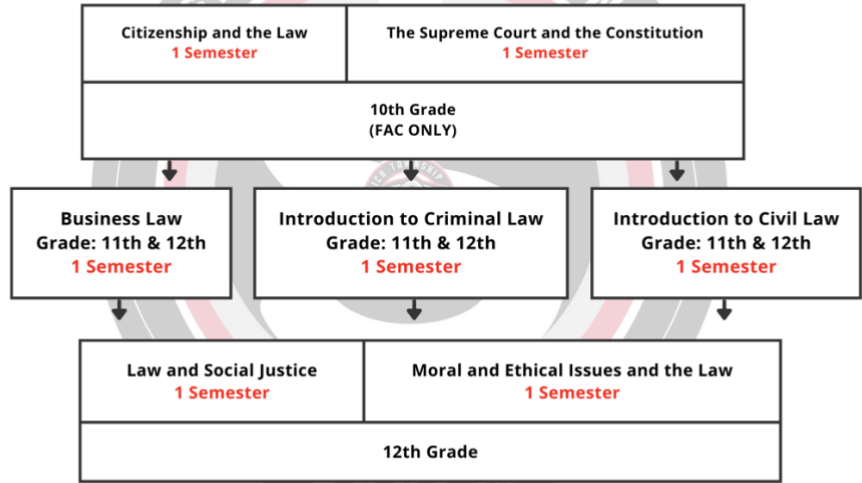 Citizenship and the Law
1 Semester
The Supreme Court and the Constitution
1 Semester
10th Grade
(FAC ONLY)
Business Law
Grade: 11th & 12th
1 Semester
Introduction to Criminal Law
Grade: 11th & 12th
1 Semester
Introduction to Civil Law
Grade: 11th & 12th
1 Semester
Law and Social Justice
1 Semester
Moral and Ethical Issues and the Law
1 Semester
12th Grade